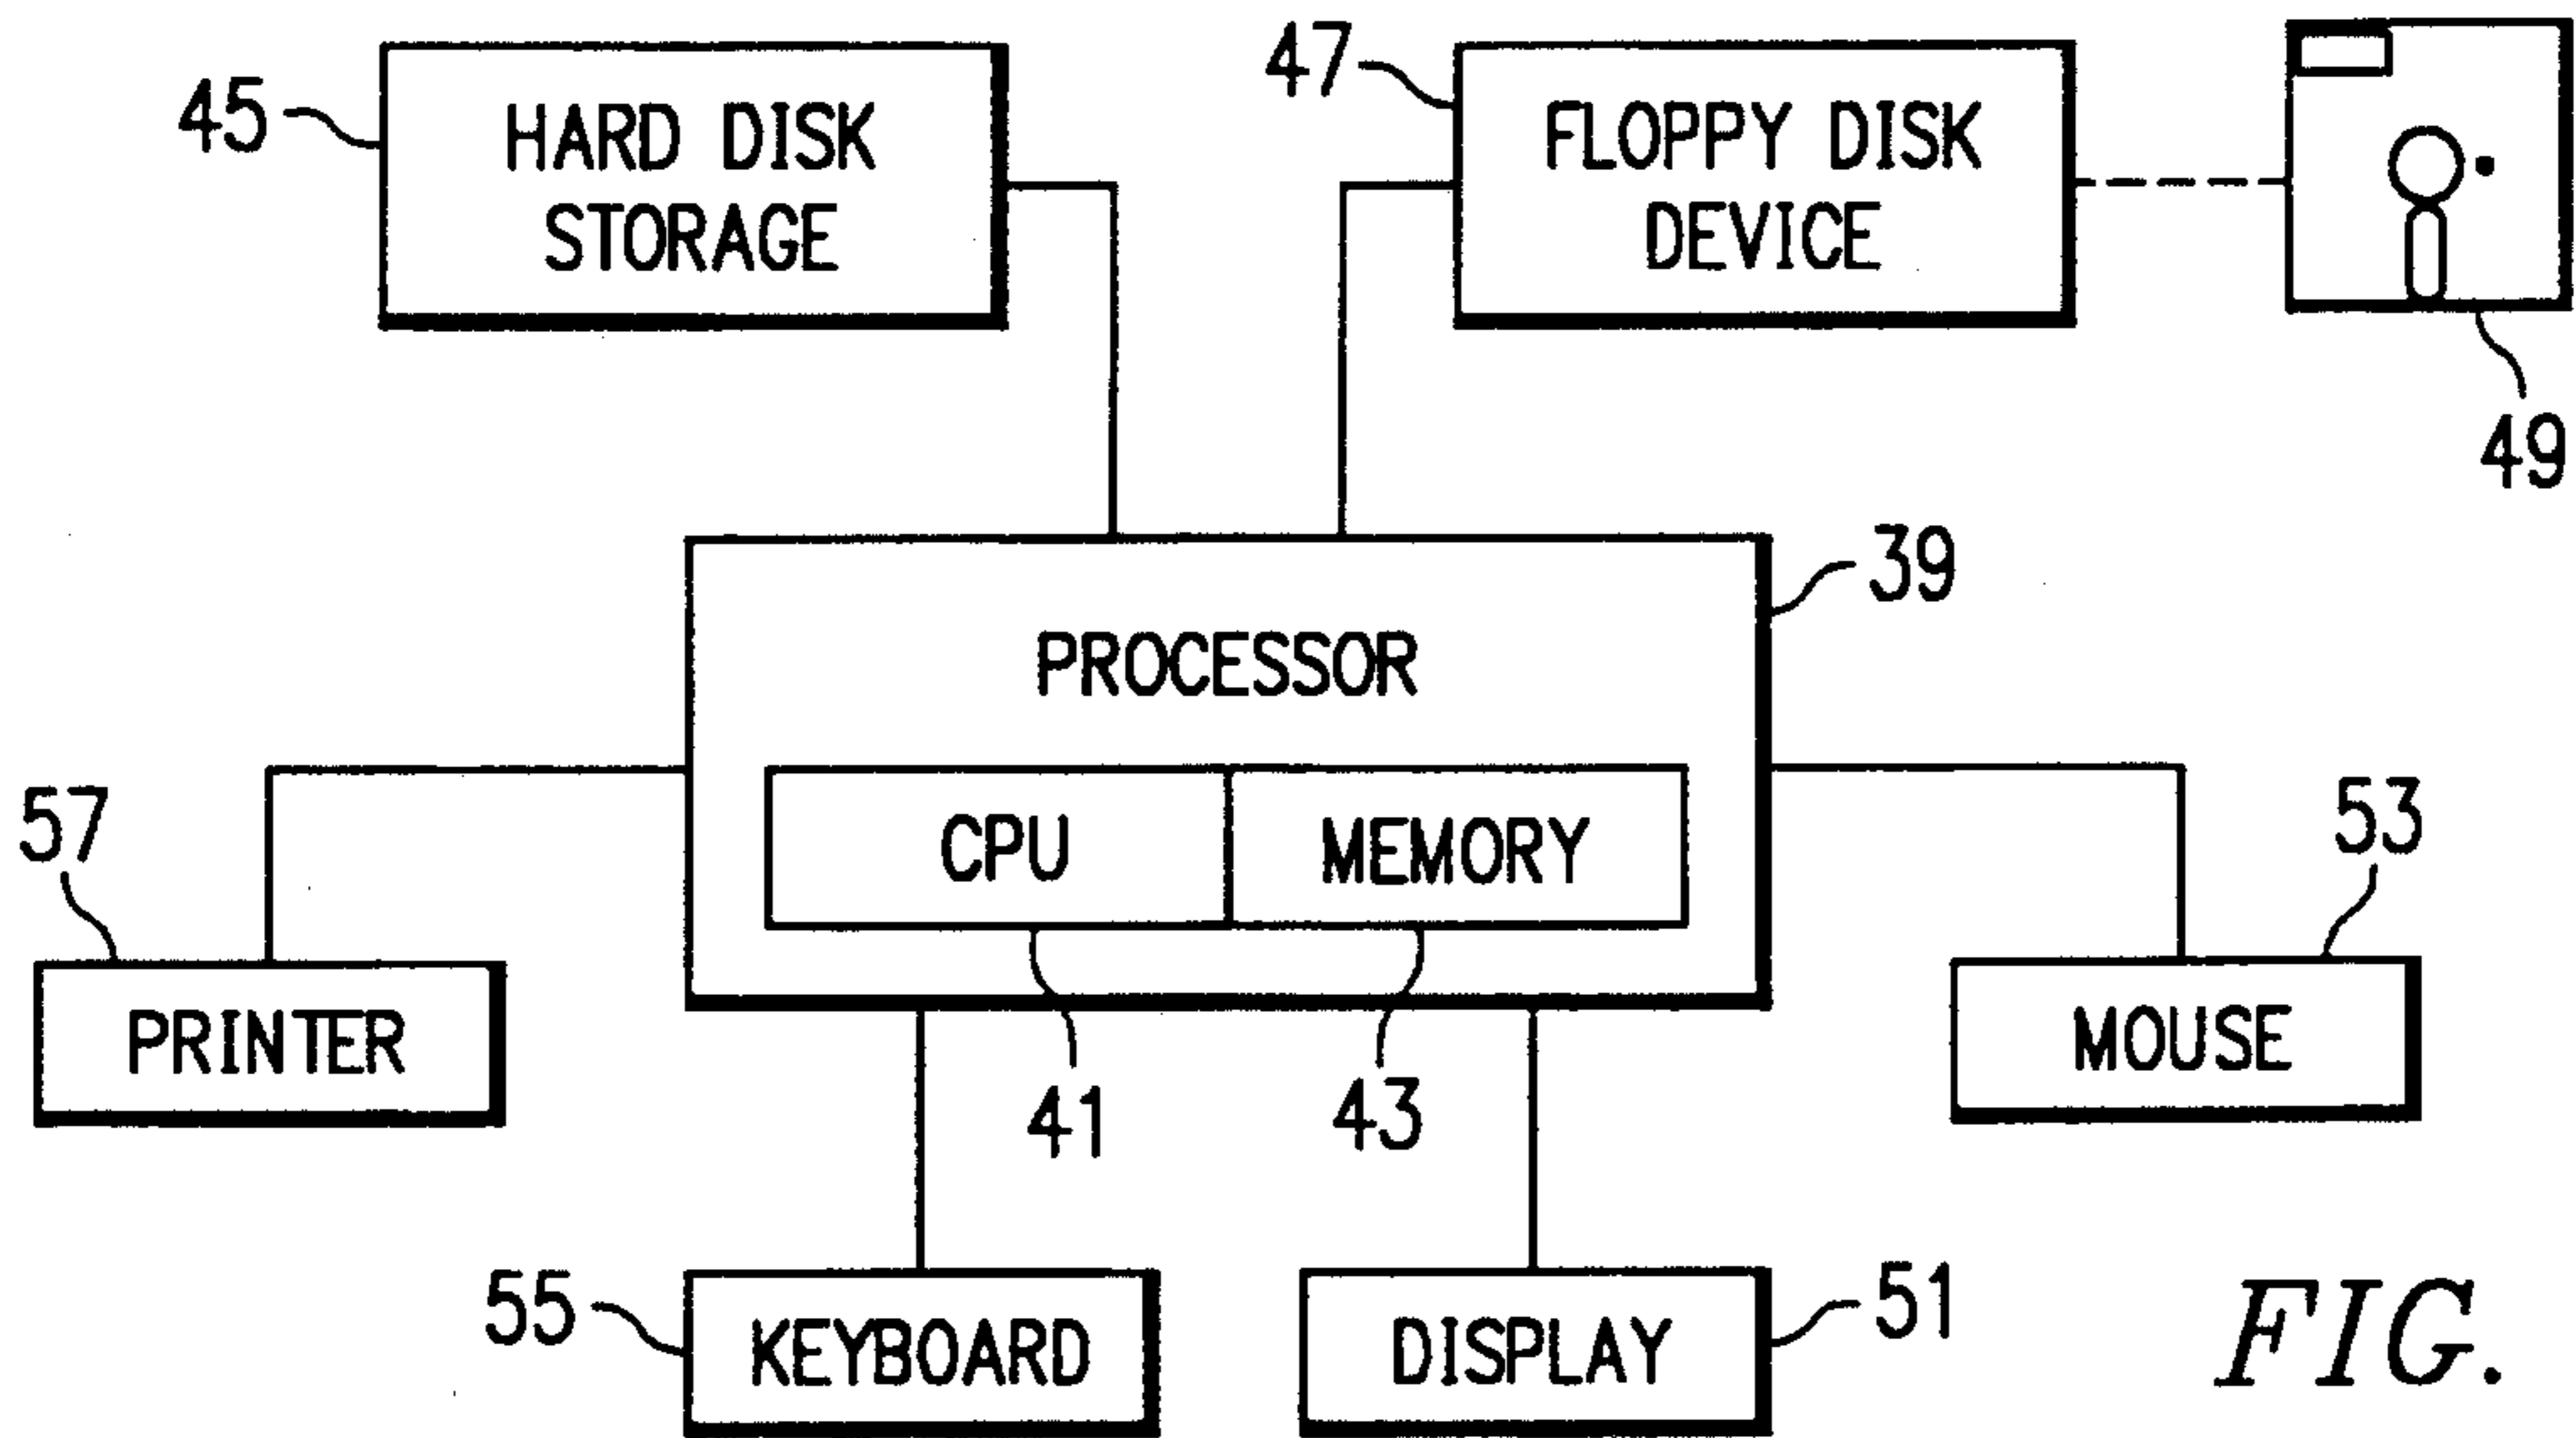 45
HARD DISK
STORAGE
47
FLOPPY DISK
DEVICE
49
39
PROCESSOR
CPU
MEMORY
57
53
PRINTER
41
43
MOUSE
55
KEYBOARD
DISPLAY
51
FIG.